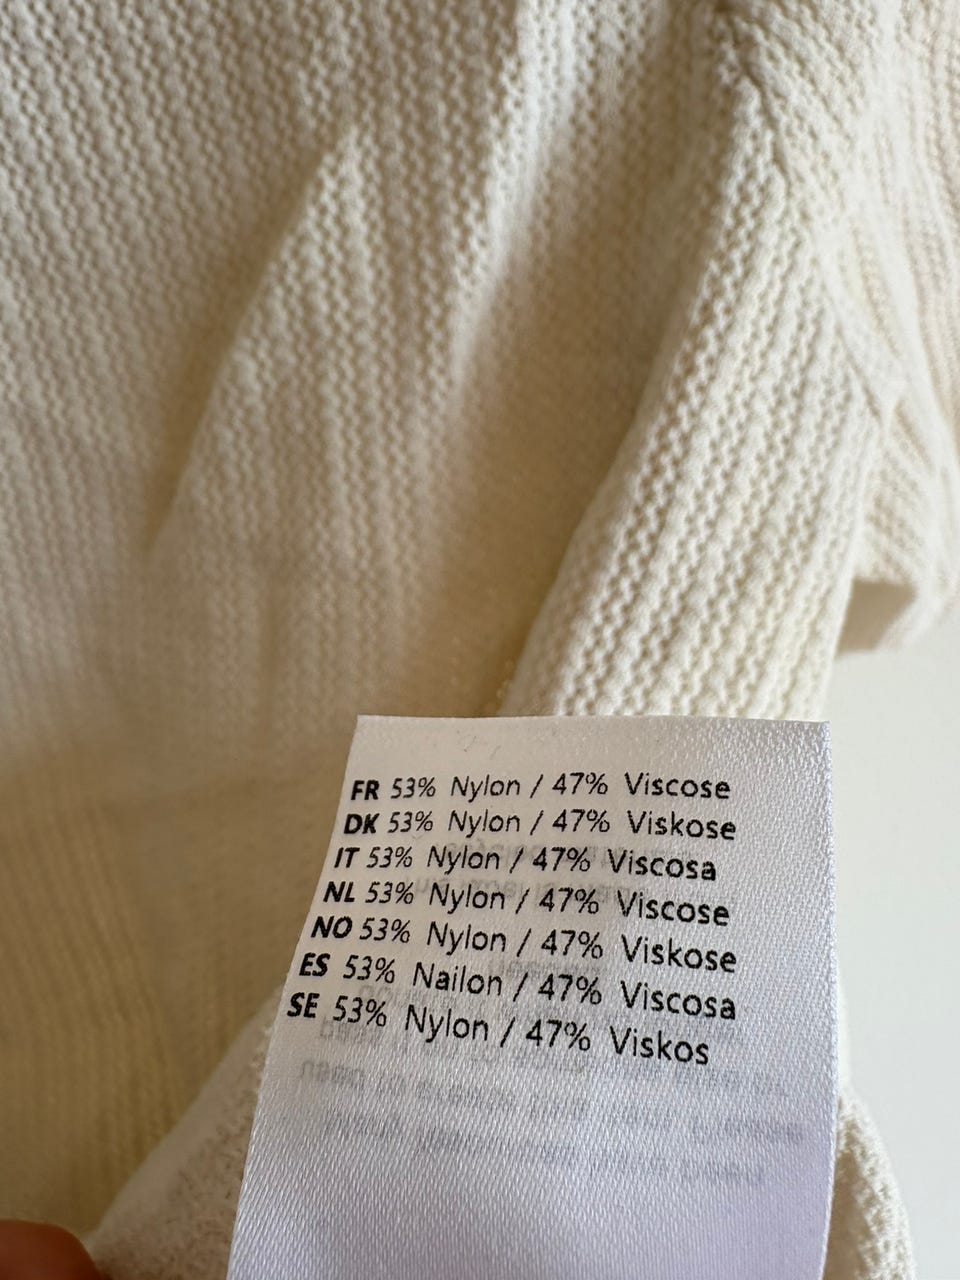 FR 53% Nylon / 47% Viscose
DK 53% Nylon / 47% Viskose
IT 53% Nylon / 47% Viscosa
NL 53% Nylon / 47% Viscose
NO 53% Nylon / 47% Viskose
ES 53% Nailon / 47% Viscosa
SE 53% Nylon / 47% Viskos